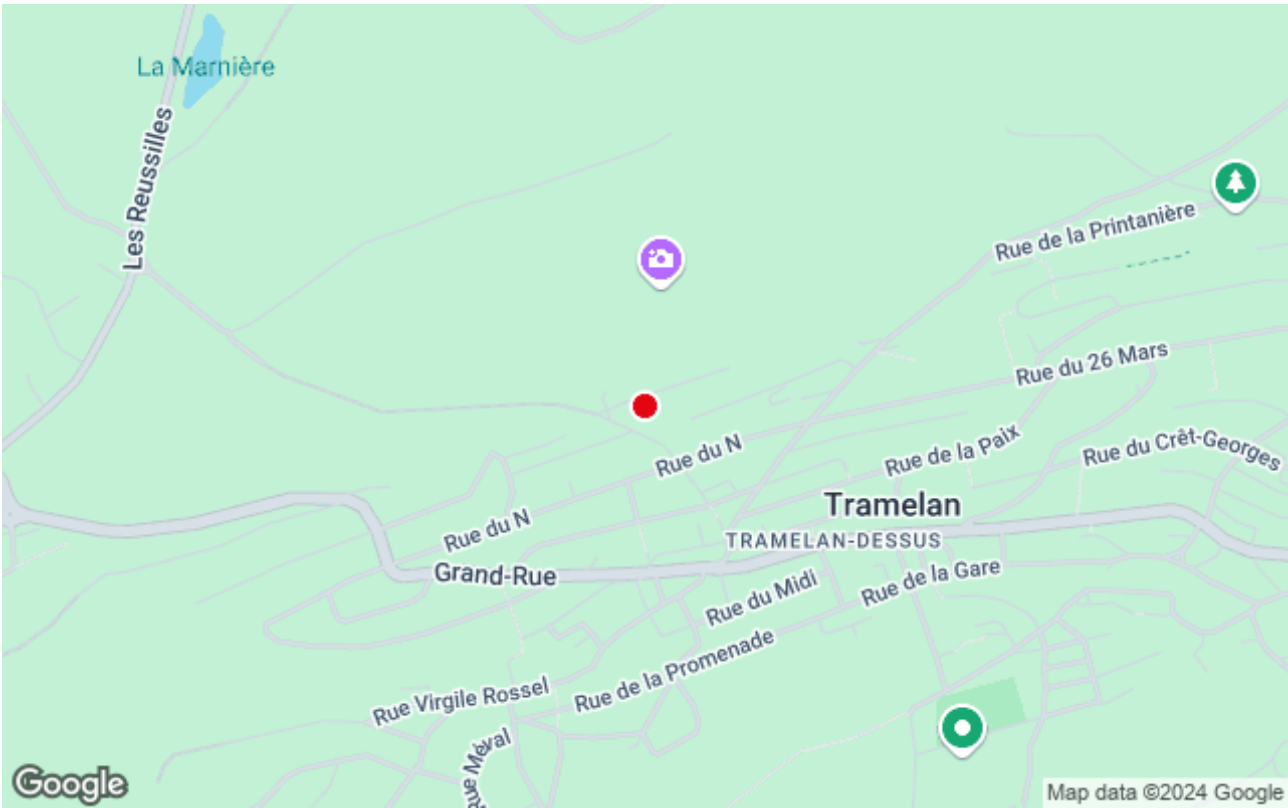 La Marnière
Les Reussilles
Rue de la Printanière
Rue du 26 Mars
Rue du N
Rue de la Paix
Rue du Crêt-Georges
Tramelan
Rue du N
TRAMELAN-DESSUS
Grand-Rue
Rue du Midi
Rue de la Gare
Rue de la Promenade
Rue Virgile Rossel
Rue Méval
Google
Map data ©2024 Google